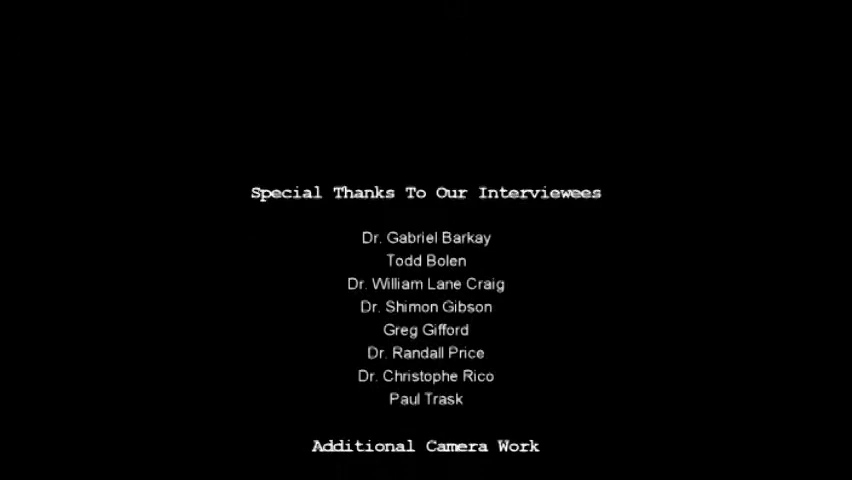 Special Thanks To Our Interviewees
Dr. Gabriel Barkay
Todd Bolen
Dr. William Lane Craig
Dr. Shimon Gibson
Greg Gifford
Dr. Randall Price
Dr. Christophe Rico
Paul Trask
Additional Camera Work